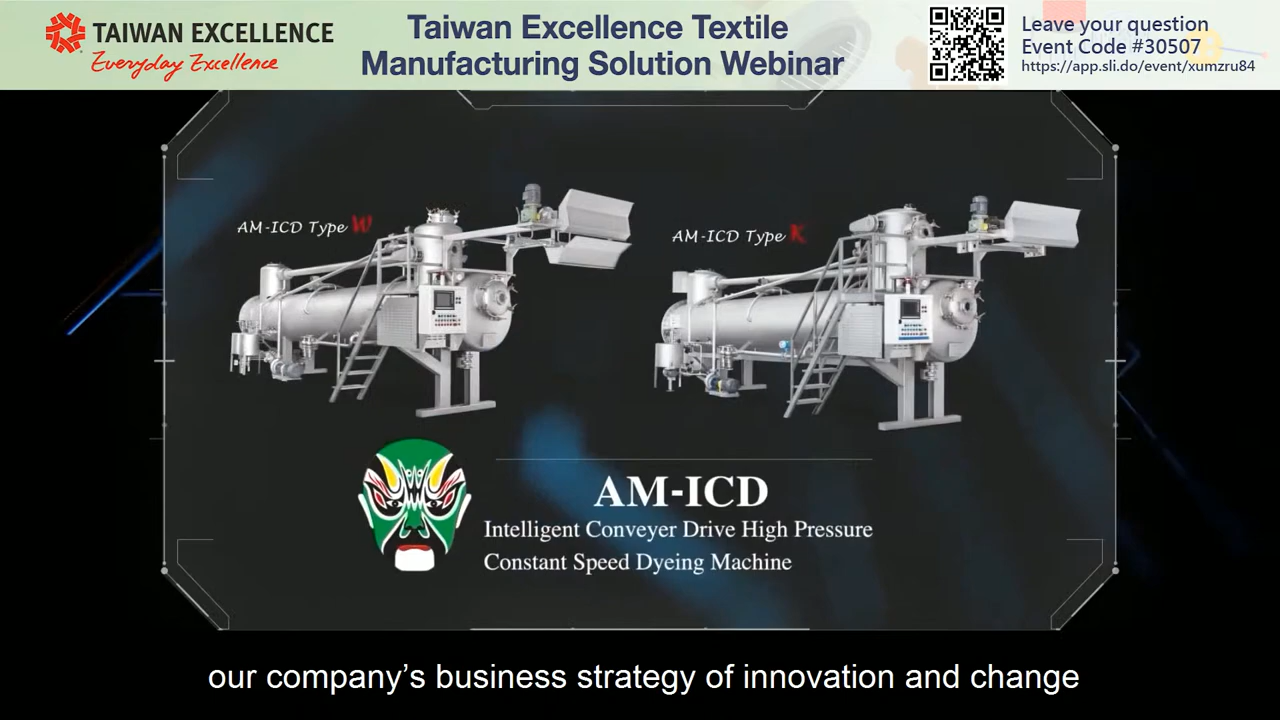 TAIWAN EXCELLENCE
Everyday Excellence
Taiwan Excellence Textile
Manufacturing Solution Webinar
Leave your question
Event Code #30507
https://app.sli.do/event/xumzru84
AM-ICD Type W
AM-ICD Type K
AM-ICD
Intelligent Conveyer Drive High Pressure
Constant Speed Dyeing Machine
our company’s business strategy of innovation and change